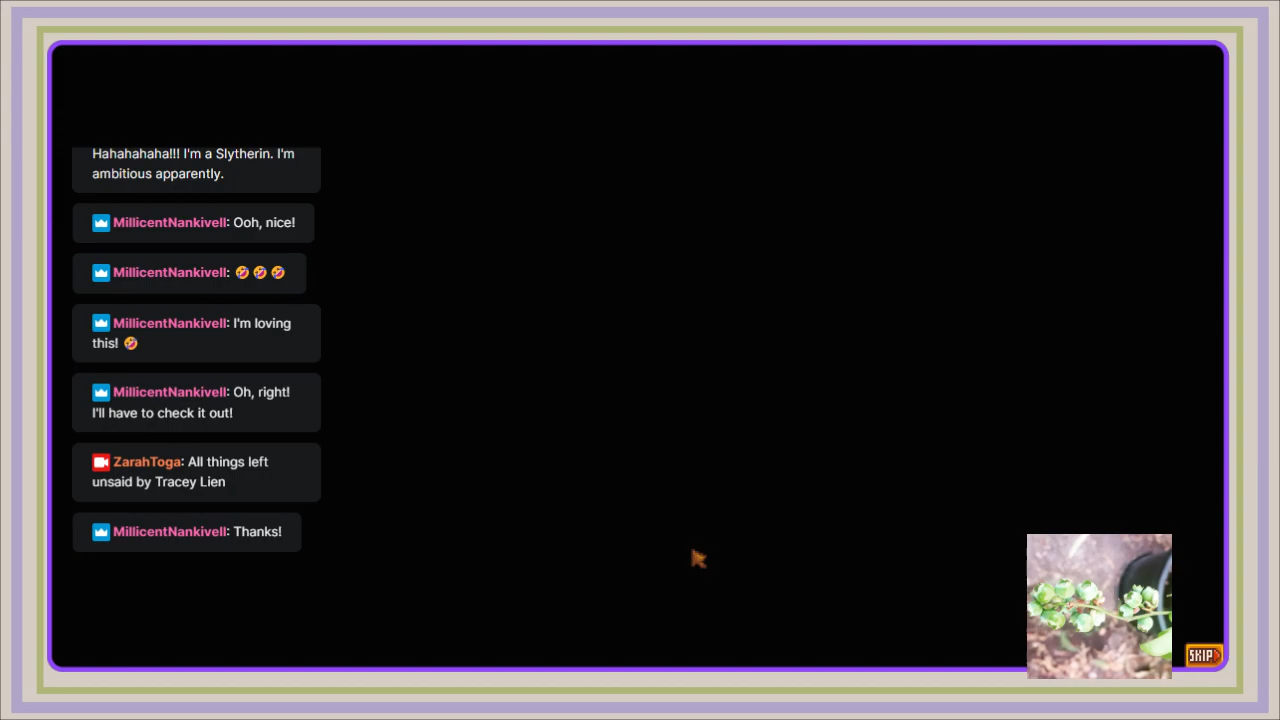 Hahahahaha!!! I'm a Slytherin. I'm
ambitious apparently.
MillicentNankivell: Ooh, nice!
MillicentNankivell: 🤣 🤣 🤣
MillicentNankivell: I'm loving
this! 🤣
MillicentNankivell: Oh, right!
I'll have to check it out!
ZarahToga: All things left
unsaid by Tracey Lien
MillicentNankivell: Thanks!
SKIP